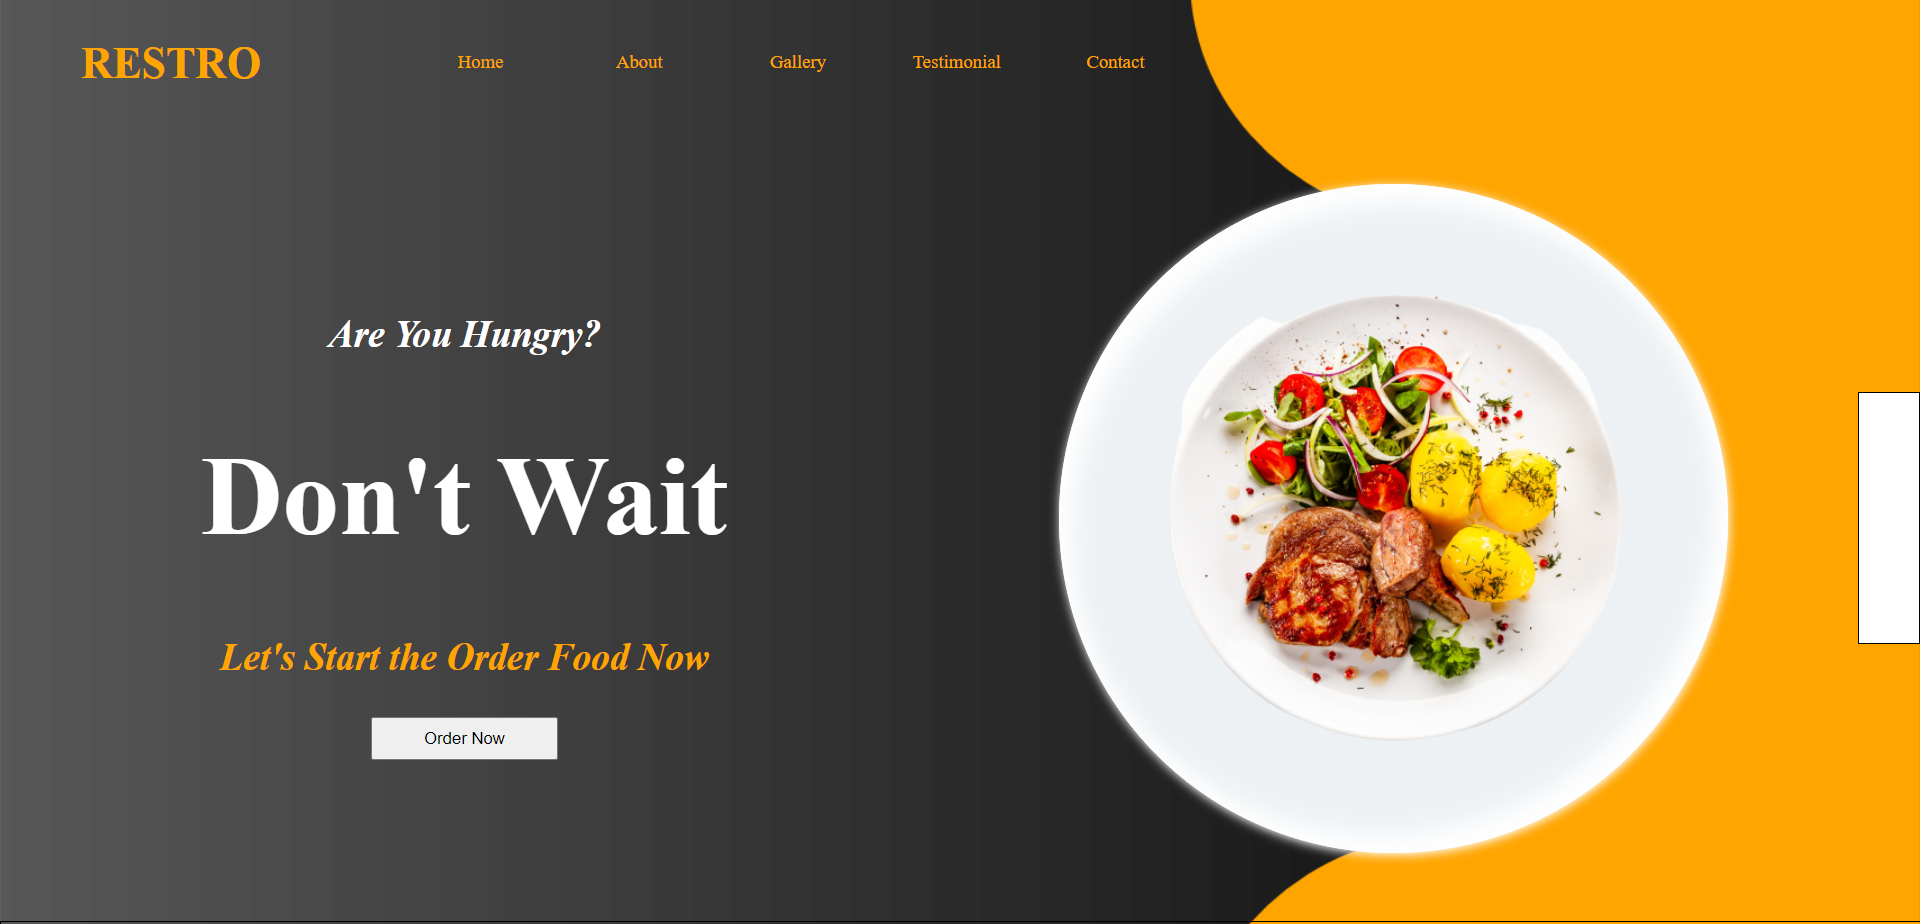 RESTRO
Home
About
Gallery
Testimonial
Contact
Are You Hungry?
Don't Wait
Let's Start the Order Food Now
Order Now